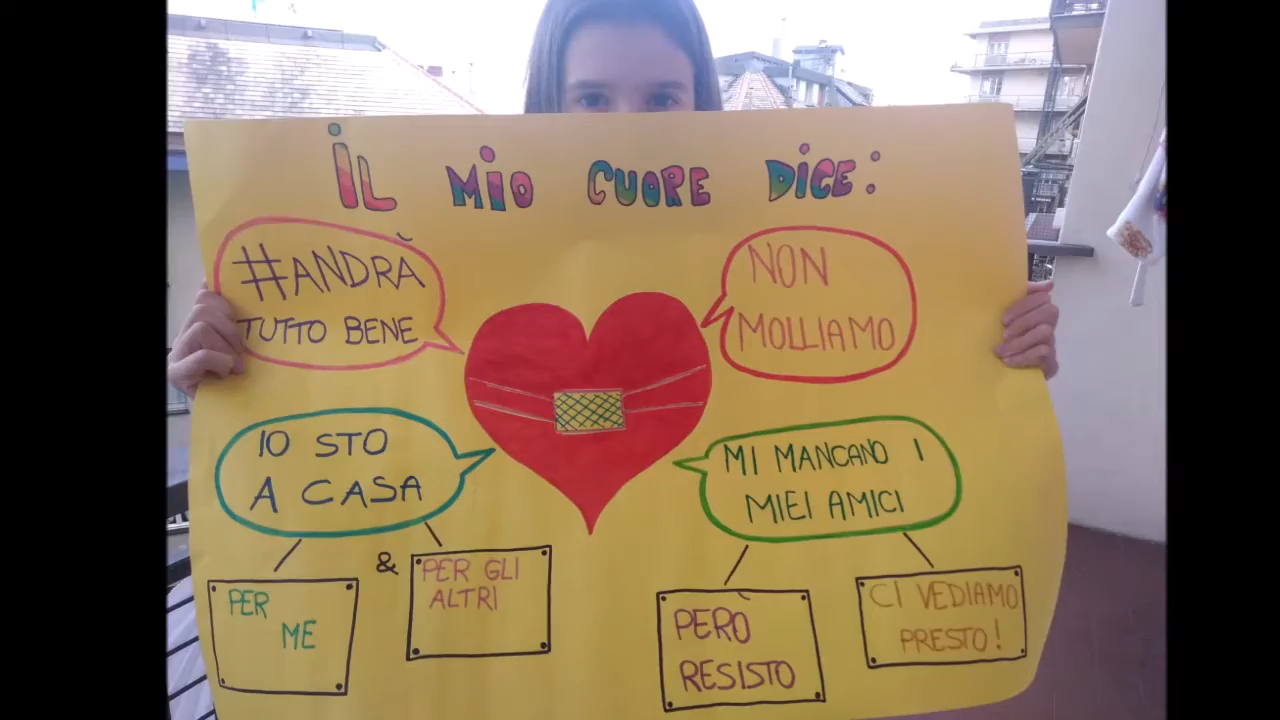 IL MIO CUORE DICE:
#ANDRÀ
TUTTO BENE
NON
MOLLIAMO
IO STO
A CASA
&
PER
ME
PER GLI
ALTRI
MI MANCANO I
MIEI AMICI
PERÒ
RESISTO
CI VEDIAMO
PRESTO!